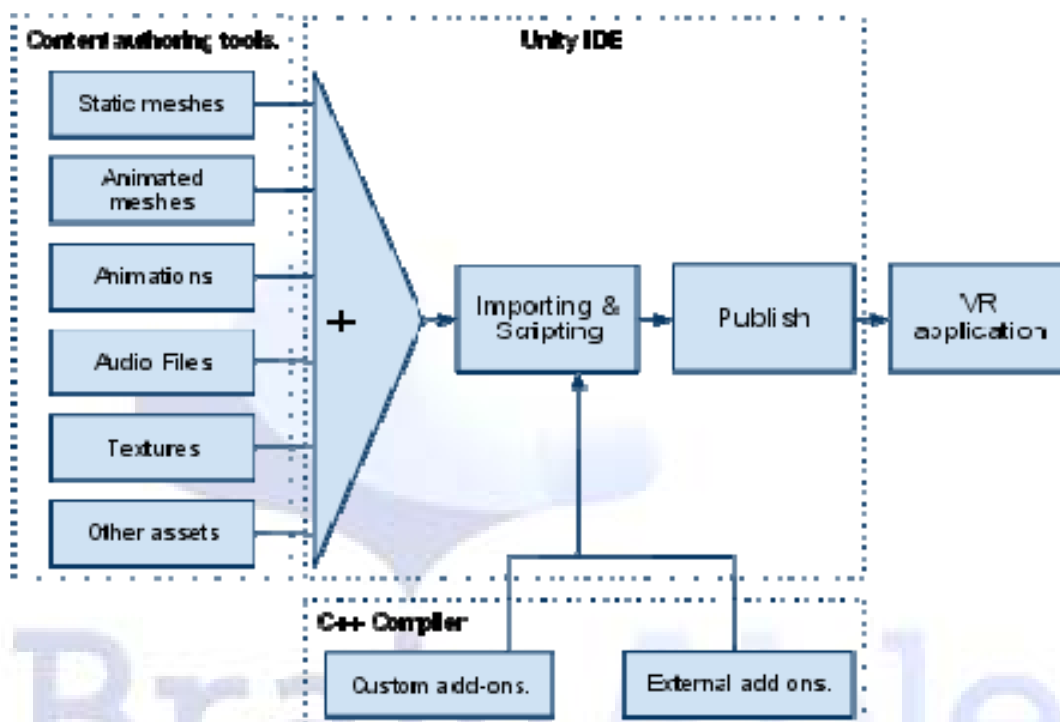 Content authoring tools.
Unity IDE
Static meshes
Animated
meshes
Animations
Audio Files
Textures
Other assets
+
Importing &
Scripting
Publish
VR
application
C++ Compiler
Custom add-ons.
External add ons.